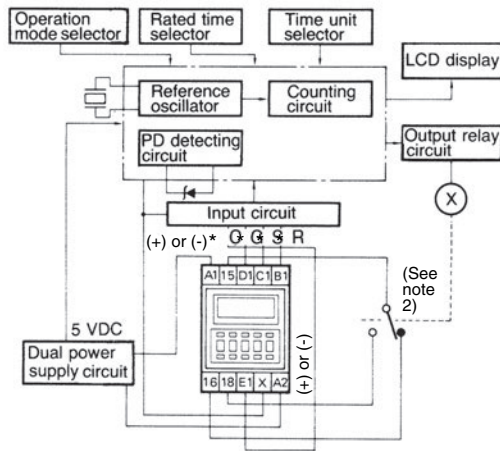 Operation
mode selector
Rated time
selector
Time unit
selector
LCD display
Reference
oscillator
Counting
circuit
PD detecting
circuit
Output relay
circuit
X
Input circuit
(+) or (-)* O* G* S* R
A1 15 D1 C1 B1
(See
note
2)
5 VDC
Dual power
supply circuit
(+) or (-)
16 18 E1 X A2